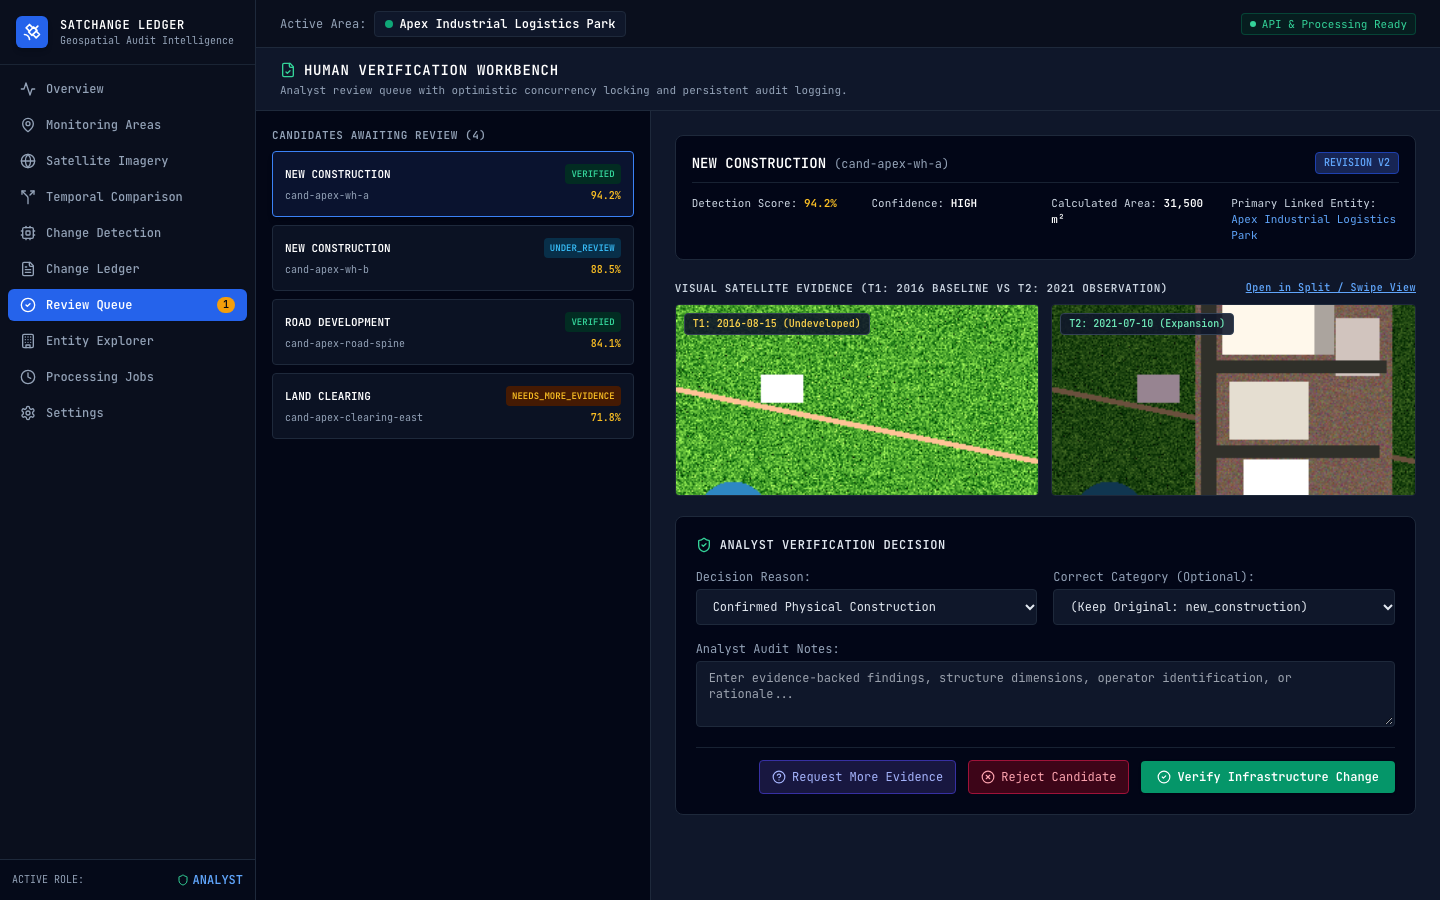 SATCHANGE LEDGER
Geospatial Audit Intelligence
Overview
Monitoring Areas
Satellite Imagery
Temporal Comparison
Change Detection
Change Ledger
Review Queue 1
Entity Explorer
Processing Jobs
Settings
ACTIVE ROLE: ANALYST
Active Area: Apex Industrial Logistics Park
API & Processing Ready
HUMAN VERIFICATION WORKBENCH
Analyst review queue with optimistic concurrency locking and persistent audit logging.
CANDIDATES AWAITING REVIEW (4)
NEW CONSTRUCTION VERIFIED
cand-apex-wh-a 94.2%
NEW CONSTRUCTION UNDER_REVIEW
cand-apex-wh-b 88.5%
ROAD DEVELOPMENT VERIFIED
cand-apex-road-spine 84.1%
LAND CLEARING NEEDS_MORE_EVIDENCE
cand-apex-clearing-east 71.8%
NEW CONSTRUCTION (cand-apex-wh-a) REVISION V2
Detection Score: 94.2%
Confidence: HIGH
Calculated Area: 31,500
m²
Primary Linked Entity:
Apex Industrial Logistics
Park
VISUAL SATELLITE EVIDENCE (T1: 2016 BASELINE VS T2: 2021 OBSERVATION)
Open in Split / Swipe View
T1: 2016-08-15 (Undeveloped)
T2: 2021-07-10 (Expansion)
ANALYST VERIFICATION DECISION
Decision Reason:
Confirmed Physical Construction
Correct Category (Optional):
(Keep Original: new_construction)
Analyst Audit Notes:
Enter evidence-backed findings, structure dimensions, operator identification, or
rationale...
Request More Evidence
Reject Candidate
Verify Infrastructure Change